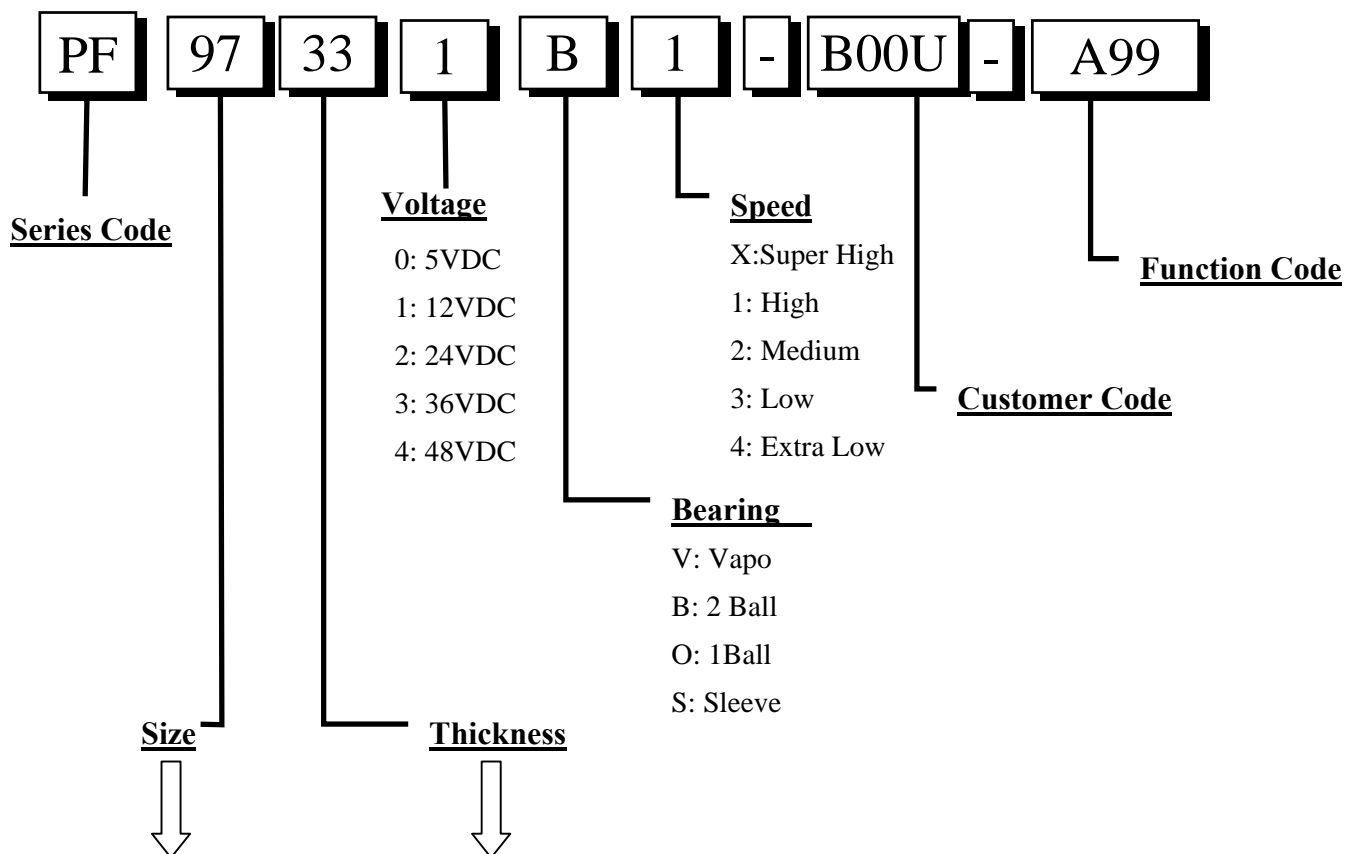 PF 97 33 1 B 1 - B00U - A99
Series Code
Voltage
0: 5VDC
1: 12VDC
2: 24VDC
3: 36VDC
4: 48VDC
Speed
X:Super High
1: High
2: Medium
3: Low
4: Extra Low
Function Code
Customer Code
Bearing
V: Vapo
B: 2 Ball
O: 1Ball
S: Sleeve
Size
Thickness